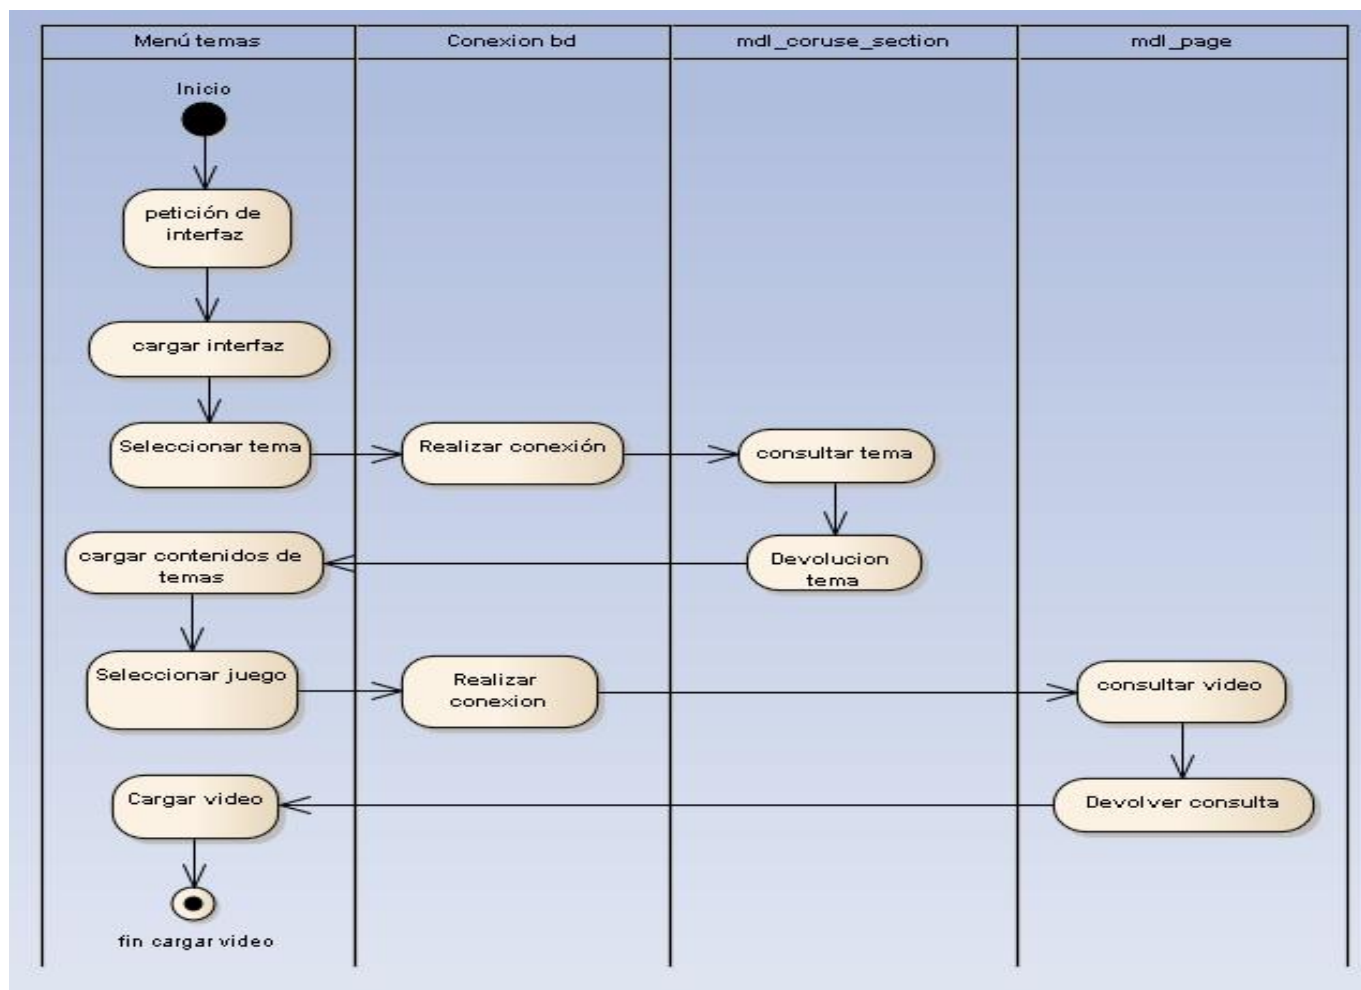 Menú temas
Conexion bd
mdl_coruse_section
mdl_page
Inicio
petición de
interfaz
cargar interfaz
Seleccionar tema
Realizar conexión
consultar tema
cargar contenidos de
temas
Devolucion
tema
Seleccionar juego
Realizar
conexion
consultar video
Cargar video
Devolver consulta
fin cargar video